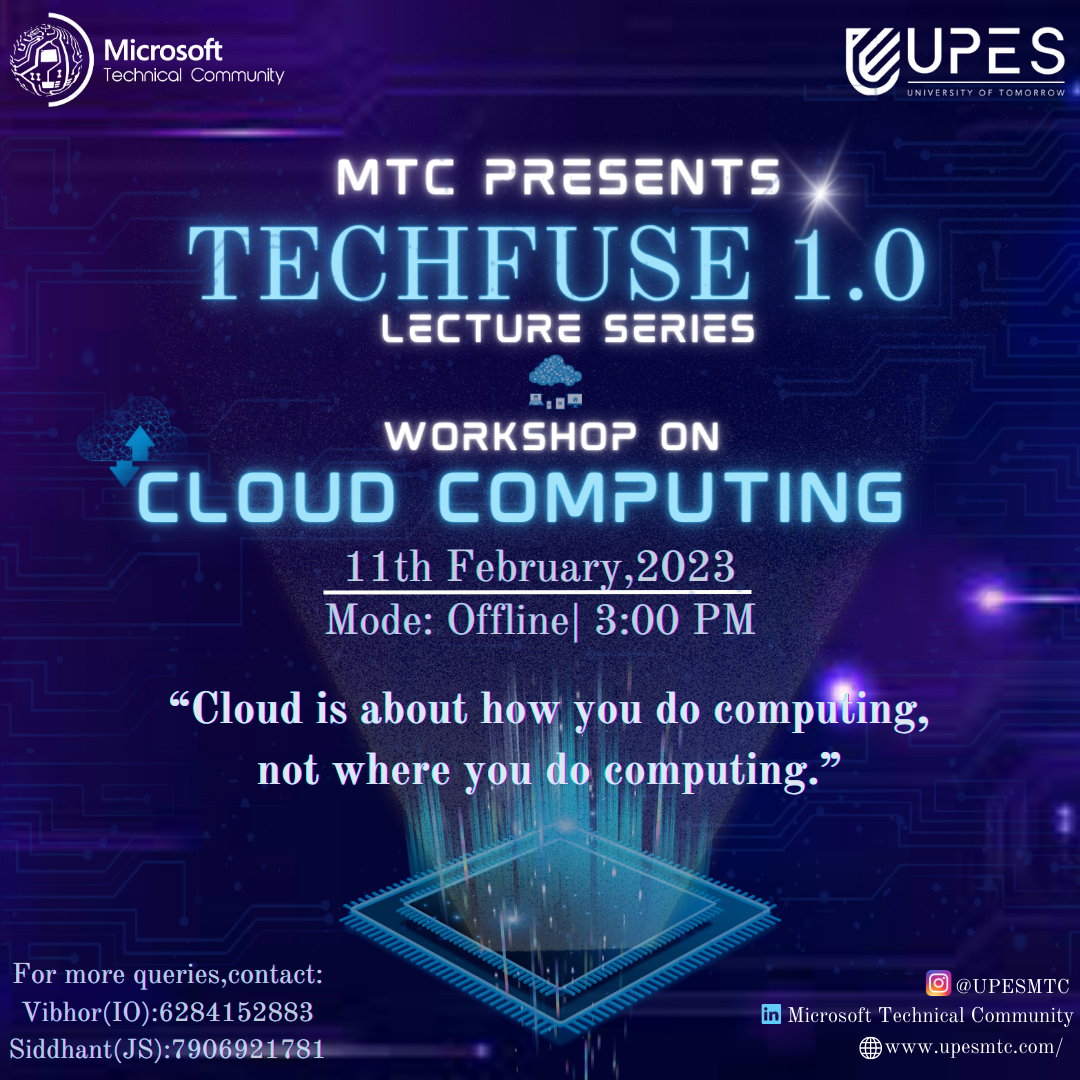 Microsoft
Technical Community
UPES
UNIVERSITY OF TOMORROW
MTC PRESENTS
TECHFUSE 1.0
LECTURE SERIES
WORKSHOP ON
CLOUD COMPUTING
11th February,2023
Mode: Offline| 3:00 PM
“Cloud is about how you do computing,
not where you do computing.”
For more queries,contact:
Vibhor(IO):6284152883
Siddhant(JS):7906921781
@UPESMTC
in Microsoft Technical Community
www.upesmtc.com/